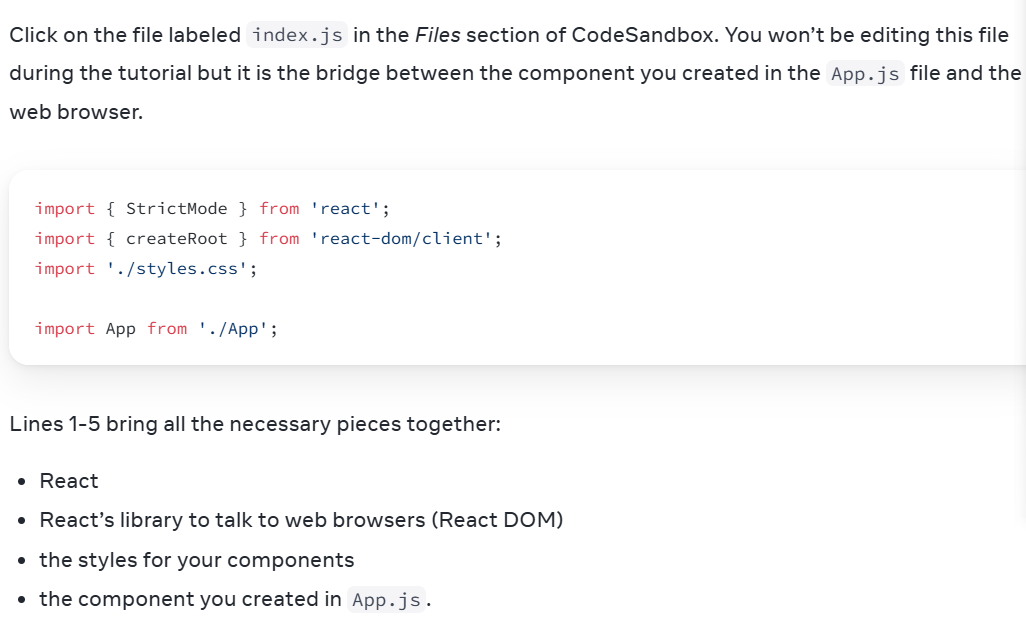 Click on the file labeled index.js in the Files section of CodeSandbox. You won’t be editing this file
during the tutorial but it is the bridge between the component you created in the App.js file and the
web browser.
import { StrictMode } from 'react';
import { createRoot } from 'react-dom/client';
import './styles.css';
import App from './App';
Lines 1-5 bring all the necessary pieces together:
• React
• React’s library to talk to web browsers (React DOM)
• the styles for your components
• the component you created in App.js.